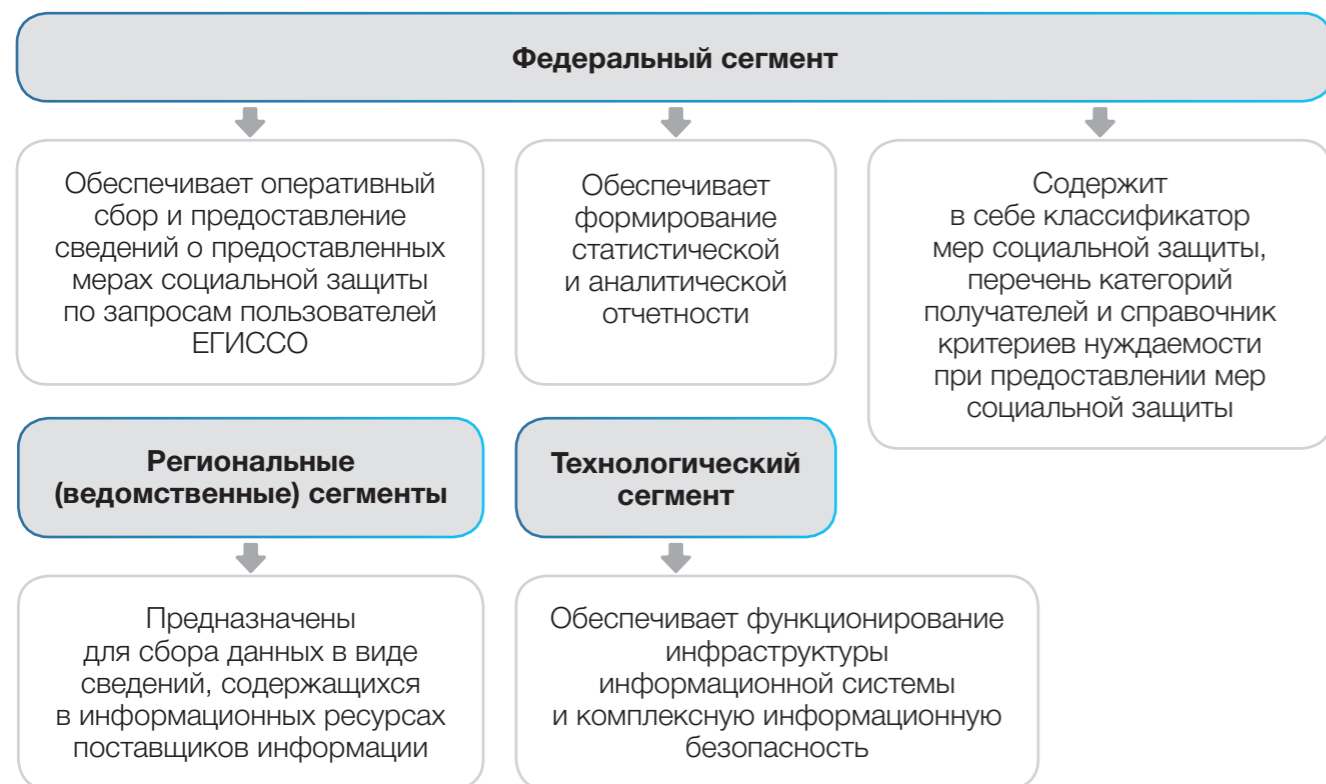 Федеральный сегмент
Обеспечивает оперативный
сбор и предоставление
сведений о предоставленных
мерах социальной защиты
по запросам пользователей
ЕГИССО
Обеспечивает
формирование
статистической
и аналитической
отчетности
Содержит
в себе классификатор
мер социальной защиты,
перечень категорий
получателей и справочник
критериев нуждаемости
при предоставлении мер
социальной защиты
Региональные
(ведомственные) сегменты
Предназначены
для сбора данных в виде
сведений, содержащихся
в информационных ресурсах
поставщиков информации
Технологический
сегмент
Обеспечивает функционирование
инфраструктуры
информационной системы
и комплексную информационную
безопасность